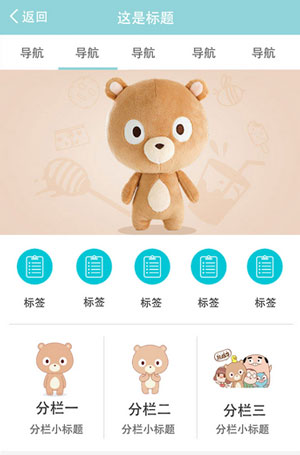 返回
这是标题
导航 导航 导航 导航 导航
标签 标签 标签 标签 标签
分栏一 分栏二 分栏三
分栏小标题 分栏小标题 分栏小标题